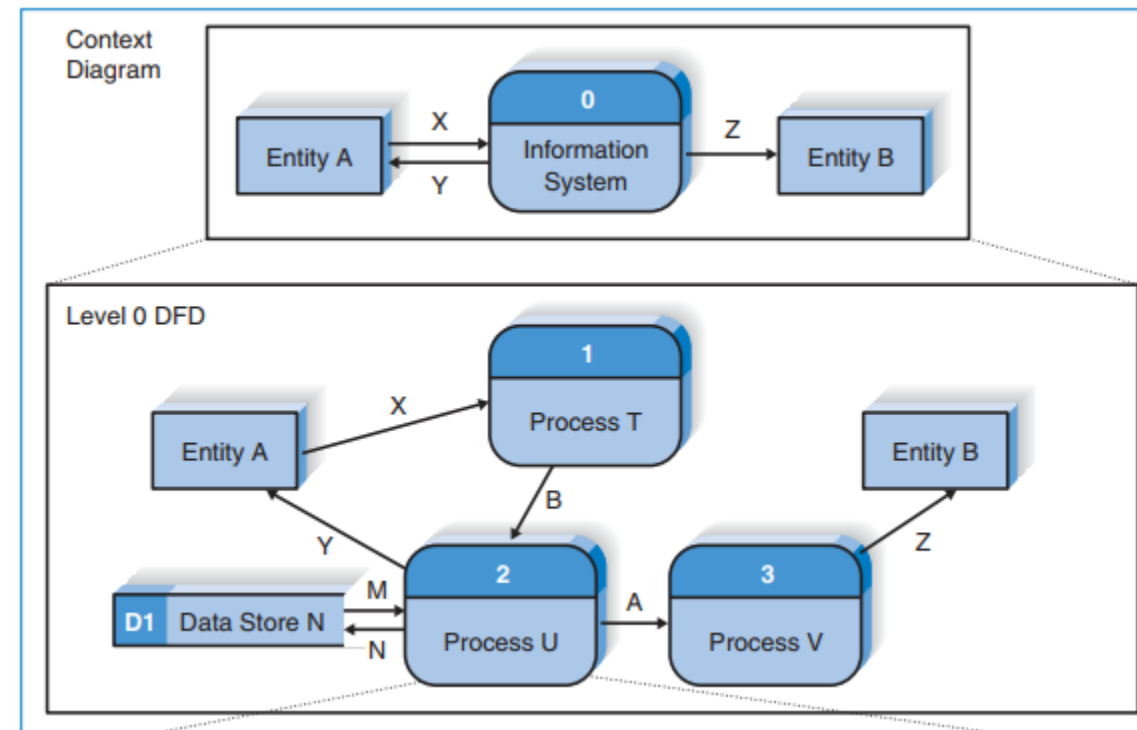 Context
Diagram
0
X
Z
Entity A
Information
System
Entity B
Y
Level 0 DFD
1
X
Process T
Entity A
Entity B
B
Y
Z
2
3
M
A
D1 Data Store N
N
Process U
Process V